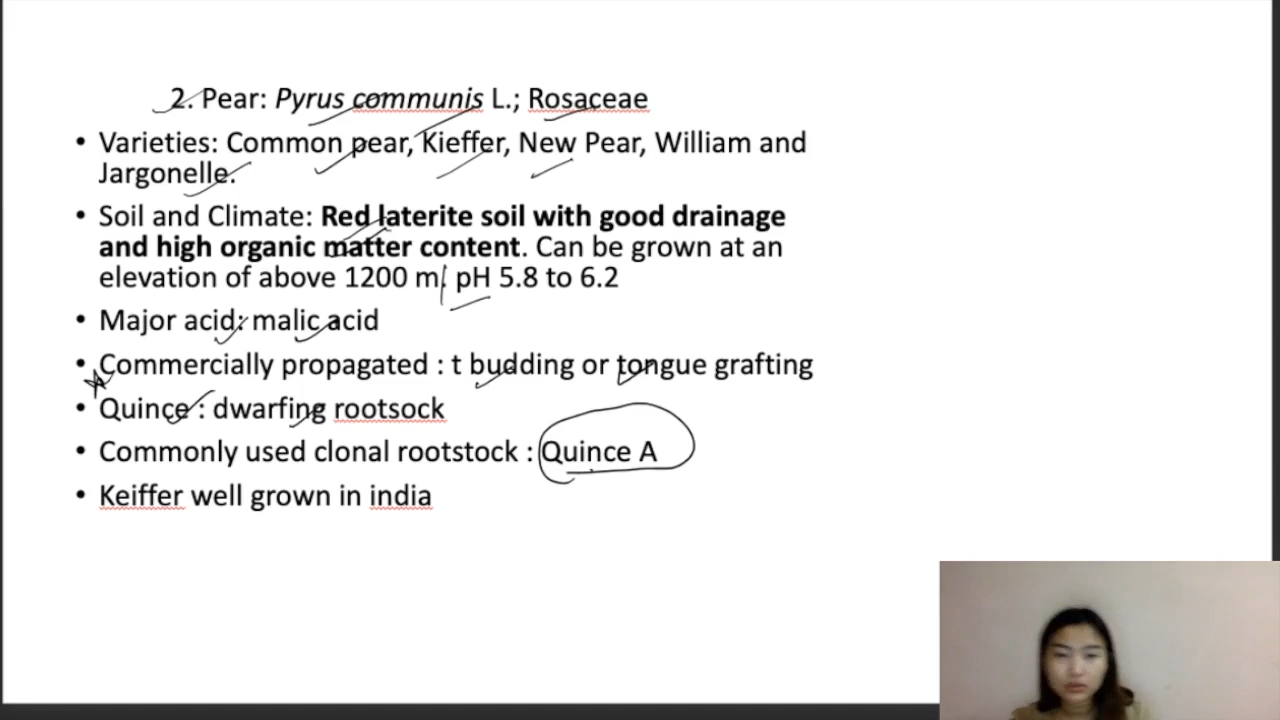 2. Pear: Pyrus communis L.; Rosaceae
• Varieties: Common pear, Kieffer, New Pear, William and
Jargonelle.
• Soil and Climate: Red laterite soil with good drainage
and high organic matter content. Can be grown at an
elevation of above 1200 m. pH 5.8 to 6.2
• Major acid: malic acid
• Commercially propagated : t budding or tongue grafting
• Quince : dwarfing rootsock
• Commonly used clonal rootstock : Quince A
• Keiffer well grown in india